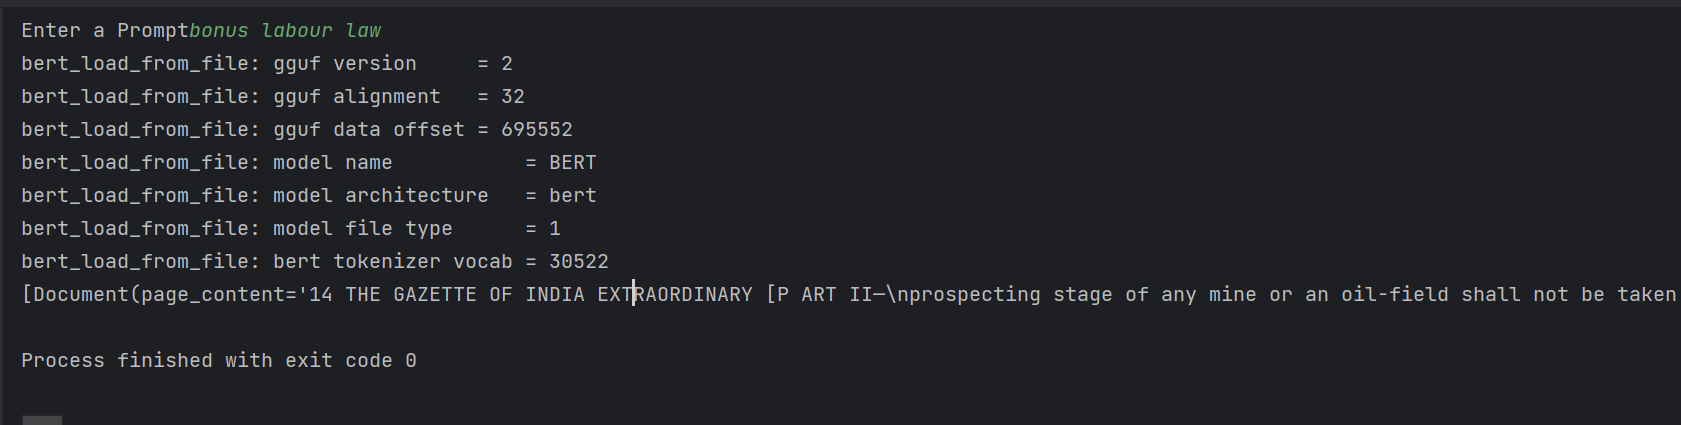 Enter a Promptbonus labour law
bert_load_from_file: gguf version     = 2
bert_load_from_file: gguf alignment   = 32
bert_load_from_file: gguf data offset = 695552
bert_load_from_file: model name           = BERT
bert_load_from_file: model architecture   = bert
bert_load_from_file: model file type      = 1
bert_load_from_file: bert tokenizer vocab = 30522
[Document(page_content='14 THE GAZETTE OF INDIA EXTRAORDINARY [P ART II—\nprospecting stage of any mine or an oil-field shall not be taken
Process finished with exit code 0